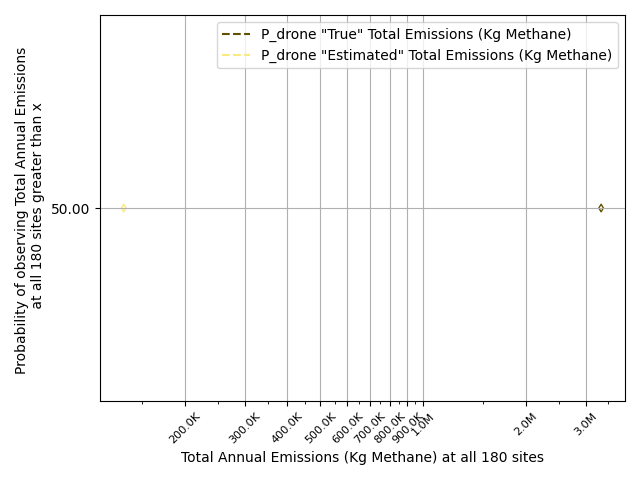 P_drone "True" Total Emissions (Kg Methane)
P_drone "Estimated" Total Emissions (Kg Methane)
Probability of observing Total Annual Emissions
at all 180 sites greater than x
50.00
200.0K
300.0K
400.0K
500.0K
600.0K
700.0K
800.0K
900.0K
1.0M
2.0M
3.0M
Total Annual Emissions (Kg Methane) at all 180 sites